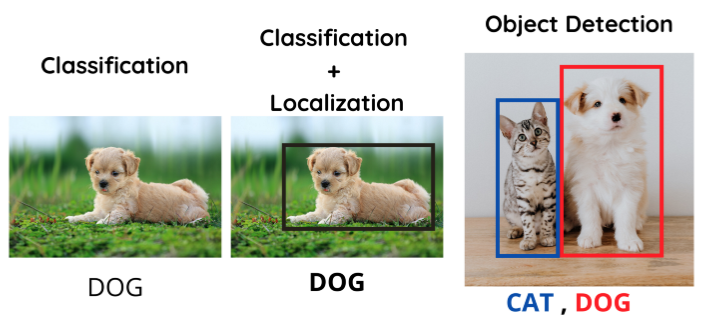 Classification
DOG
Classification
+
Localization
DOG
Object Detection
CAT , DOG